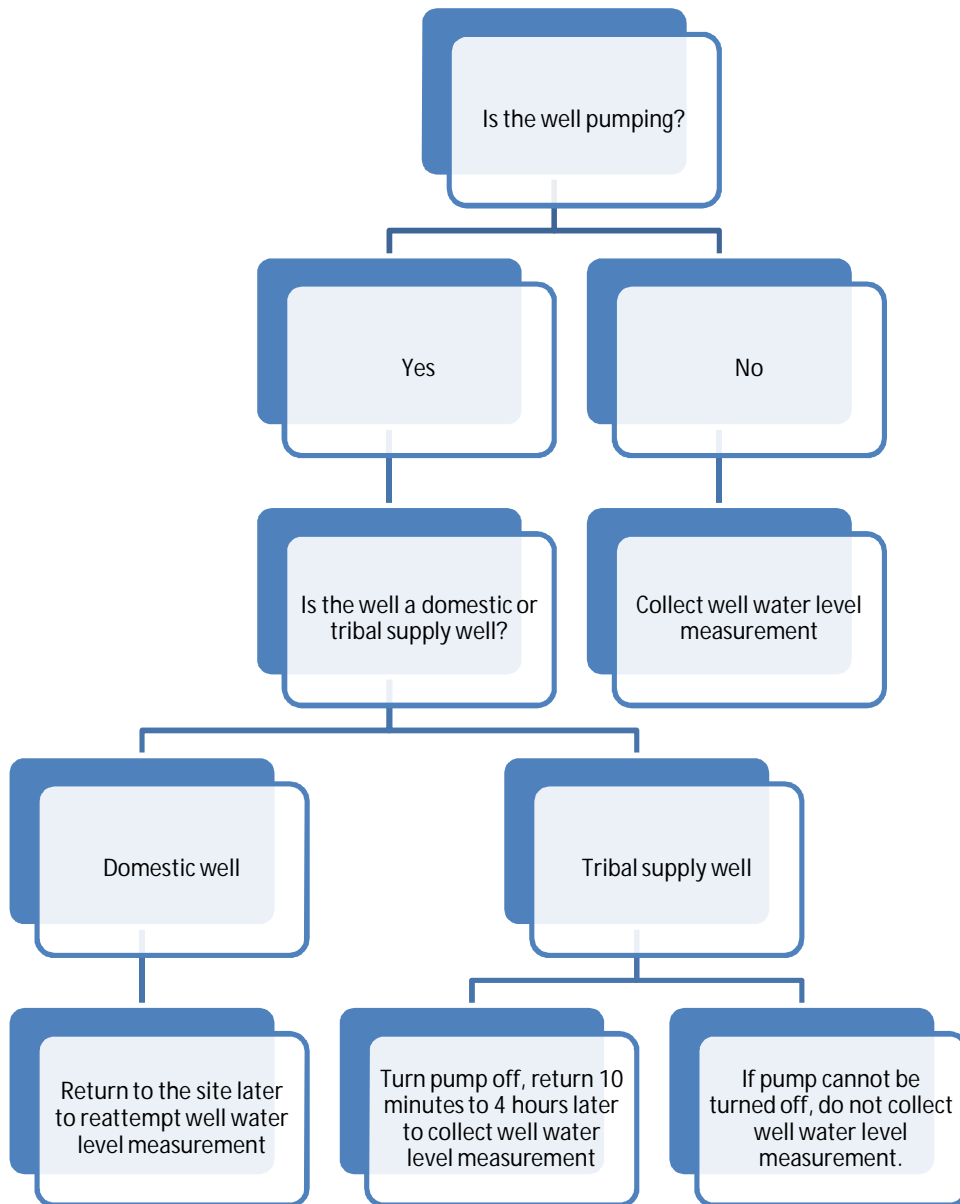 Is the well pumping?
Yes
No
Is the well a domestic or
tribal supply well?
Collect well water level
measurement
Domestic well
Tribal supply well
Return to the site later
to reattempt well water
level measurement
Turn pump off, return 10
minutes to 4 hours later
to collect well water
level measurement
If pump cannot be
turned off, do not collect
well water level
measurement.